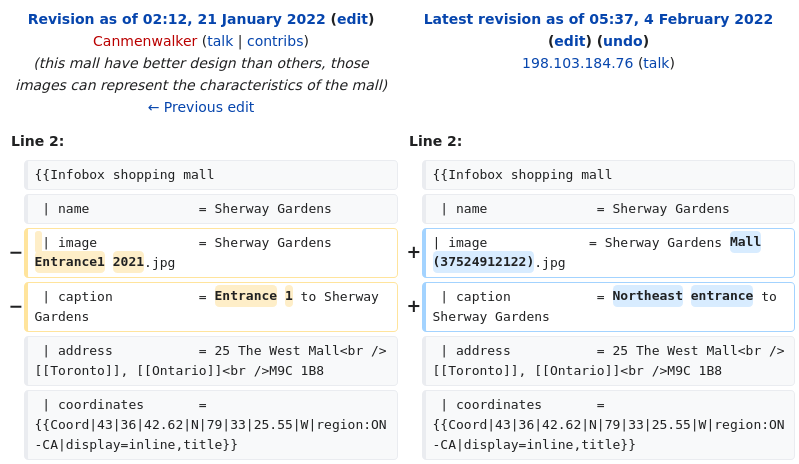 Revision as of 02:12, 21 January 2022 (edit)
Canmenwalker (talk | contribs)
(this mall have better design than others, those
images can represent the characteristics of the mall)
← Previous edit
Latest revision as of 05:37, 4 February 2022
(edit) (undo)
198.103.184.76 (talk)
Line 2:
Line 2:
{{Infobox shopping mall
{{Infobox shopping mall
| name              = Sherway Gardens
| name              = Sherway Gardens
− | image             = Sherway Gardens
Entrance1 2021.jpg
+ | image             = Sherway Gardens Mall
(37524912122).jpg
− | caption           = Entrance 1 to Sherway
Gardens
+ | caption           = Northeast entrance to
Sherway Gardens
| address           = 25 The West Mall<br />
[[Toronto]], [[Ontario]]<br />M9C 1B8
| address           = 25 The West Mall<br />
[[Toronto]], [[Ontario]]<br />M9C 1B8
| coordinates       =
{{Coord|43|36|42.62|N|79|33|25.55|W|region:ON
-CA|display=inline,title}}
| coordinates       =
{{Coord|43|36|42.62|N|79|33|25.55|W|region:ON
-CA|display=inline,title}}